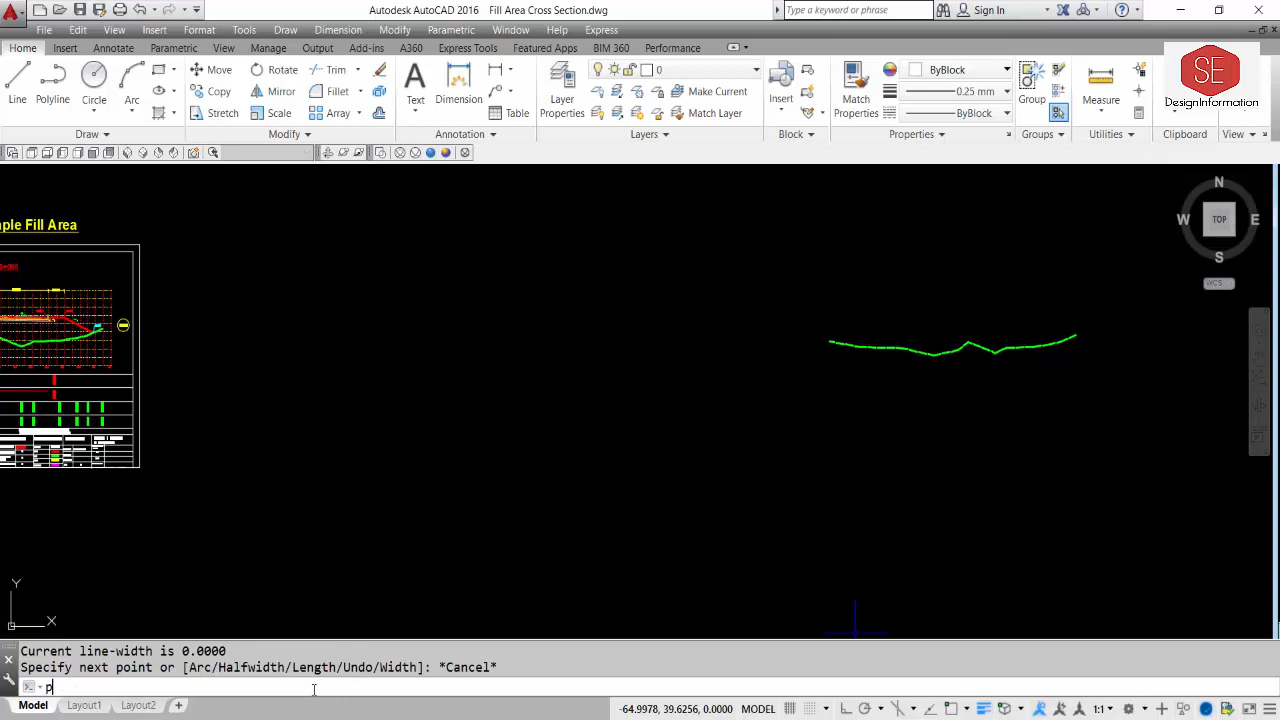 Autodesk AutoCAD 2016 Fill Area Cross Section.dwg
Type a keyword or phrase
Sign In
File Edit View Insert Format Tools Draw Dimension Modify Parametric Window Help Express
Home Insert Annotate Parametric View Manage Output Add-ins A360 Express Tools Featured Apps BIM 360 Performance
Line Polyline Circle Arc
Move Rotate Trim
Copy Mirror Fillet
Stretch Scale Array
Text Dimension
Table
Layer Properties
0
Make Current
Match Layer
Insert
Match Properties
ByBlock
0.25 mm
ByBlock
Group
Measure
SE
DesignInformation
Draw Modify Annotation Layers Block Properties Groups Utilities Clipboard View
ple Fill Area
N
W TOP E
S
WCS
Y
X
Current line-width is 0.0000
Specify next point or [Arc/Halfwidth/Length/Undo/Width]: *Cancel*
p
Model Layout1 Layout2 +
-64.9978, 39.6256, 0.0000 MODEL
1:1